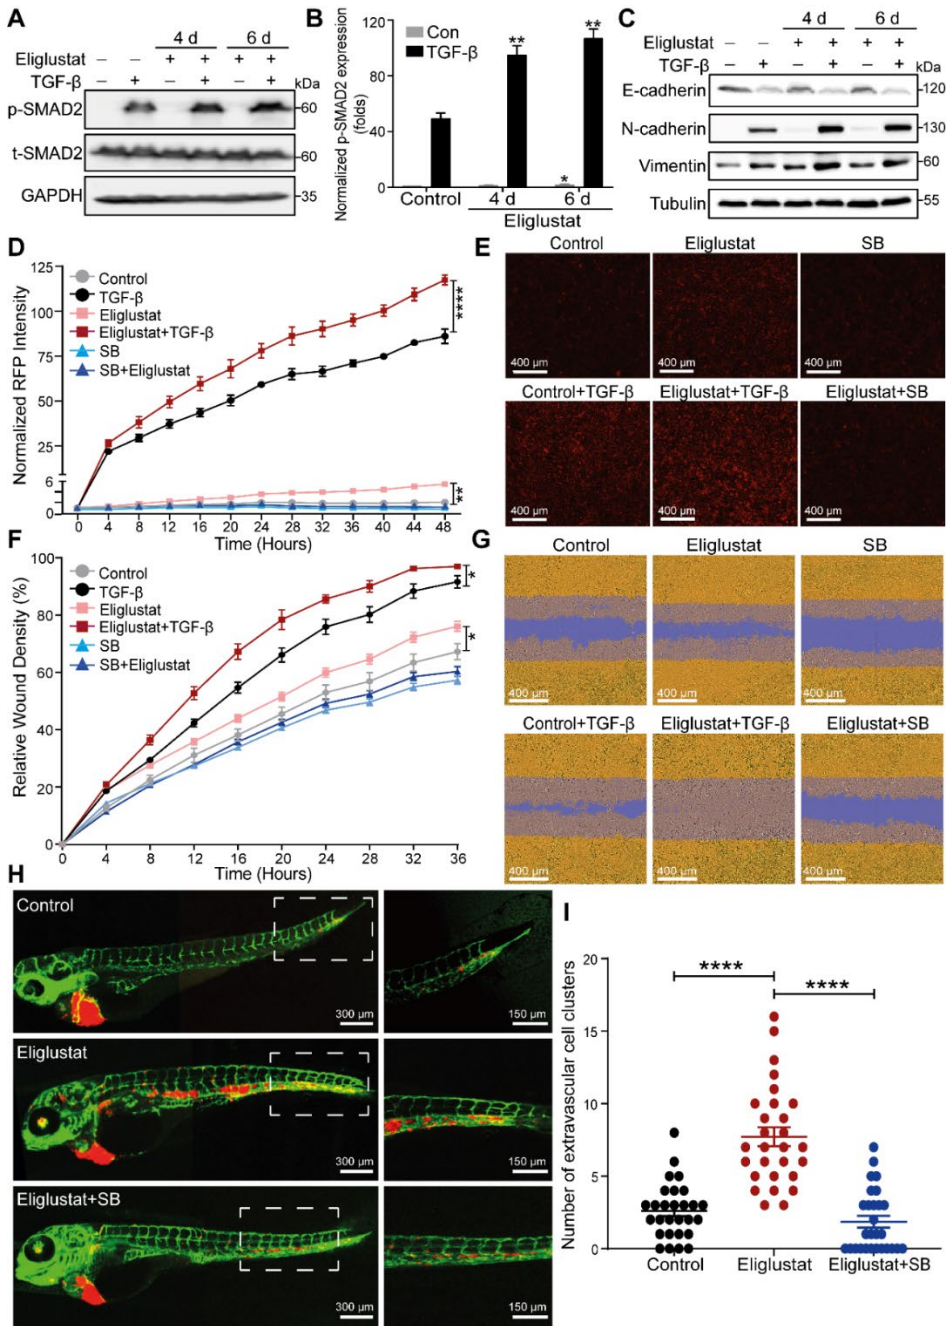 A
4 d
6 d
Eliglustat – – + + + +
TGF-β – + – + – + kDa
p-SMAD2 60
t-SMAD2 60
GAPDH 35
B
Normalized p-SMAD2 expression
(folds)
120
80
40
0
Con
TGF-β
**
**
*
Control
4 d
6 d
Eliglustat
C
4 d
6 d
Eliglustat – – + + + +
TGF-β – + – + – + kDa
E-cadherin 120
N-cadherin 130
Vimentin 60
Tubulin 55
D
Normalized RFP Intensity
125
100
75
50
25
6
4
2
0
Control
TGF-β
Eliglustat
Eliglustat+TGF-β
SB
SB+Eliglustat
****
**
0 4 8 12 16 20 24 28 32 36 40 44 48
Time (Hours)
E
Control
Eliglustat
SB
400 µm
400 µm
400 µm
Control+TGF-β
Eliglustat+TGF-β
Eliglustat+SB
400 µm
400 µm
400 µm
F
Relative Wound Density (%)
100
80
60
40
20
0
Control
TGF-β
Eliglustat
Eliglustat+TGF-β
SB
SB+Eliglustat
*
*
0 4 8 12 16 20 24 28 32 36
Time (Hours)
G
Control
Eliglustat
SB
400 µm
400 µm
400 µm
Control+TGF-β
Eliglustat+TGF-β
Eliglustat+SB
400 µm
400 µm
400 µm
H
Control
300 µm
150 µm
Eliglustat
300 µm
150 µm
Eliglustat+SB
300 µm
150 µm
I
Number of extravascular cell clusters
20
15
10
5
0
****
****
Control
Eliglustat
Eliglustat+SB